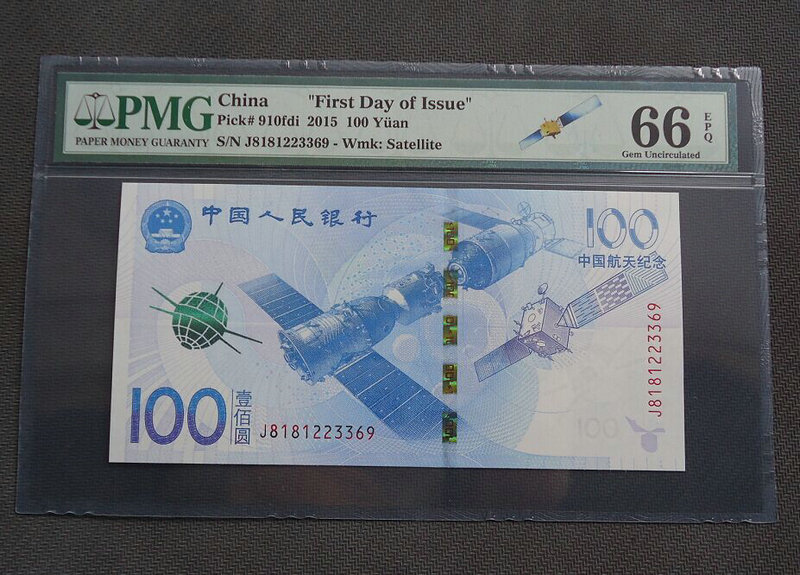 PMG
PAPER MONEY GUARANTY
China "First Day of Issue"
Pick# 910fdi 2015 100 Yüan
S/N J8181223369 - Wmk: Satellite
66
EPQ
Gem Uncirculated
中国人民银行
100
中国航天纪念
J8181223369
100
壹佰圆
J8181223369
100